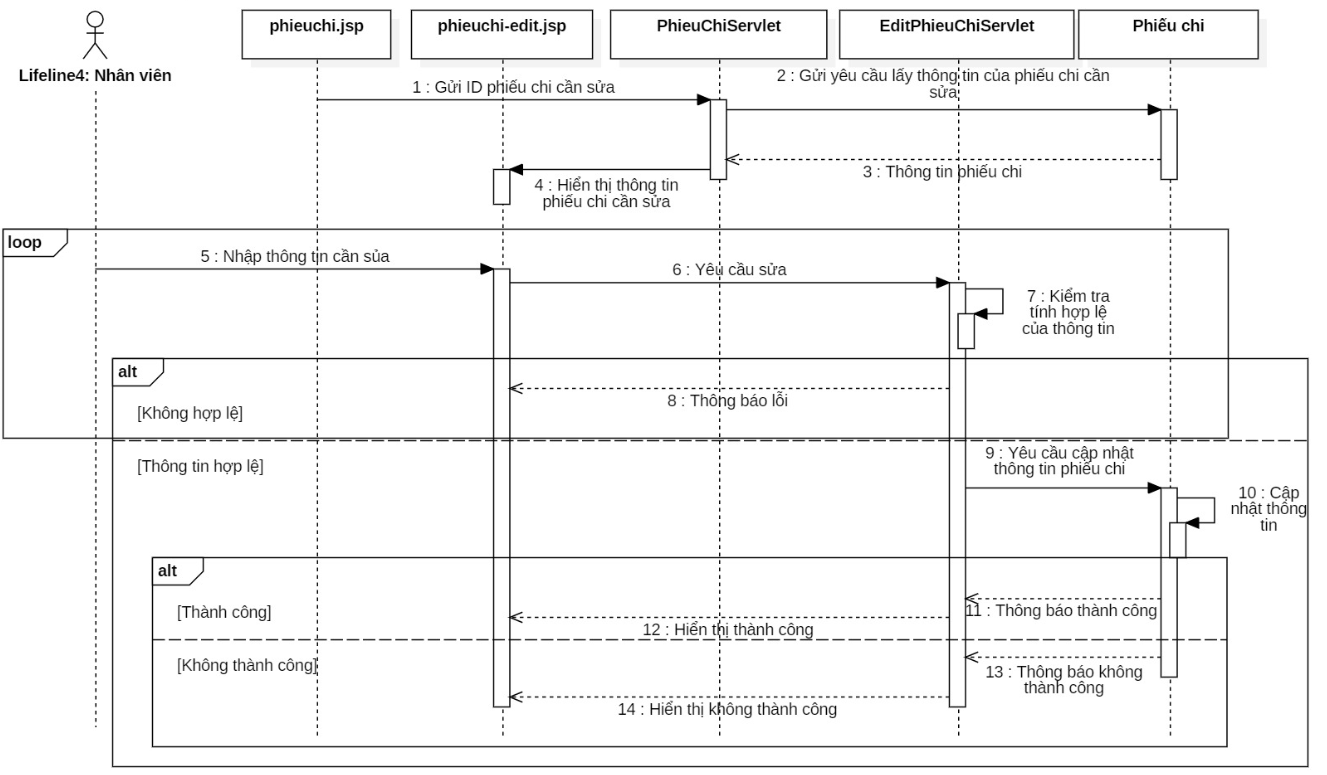 phieuchi.jsp
phieuchi-edit.jsp
PhieuChiServlet
EditPhieuChiServlet
Phiếu chi
Lifeline4: Nhân viên
1 : Gửi ID phiếu chi cần sửa
2 : Gửi yêu cầu lấy thông tin của phiếu chi cần
sửa
3 : Thông tin phiếu chi
4 : Hiển thị thông tin
phiếu chi cần sửa
loop
5 : Nhập thông tin cần sủa
6 : Yêu cầu sửa
7 : Kiểm tra
tính hợp lệ
của thông tin
alt
8 : Thông báo lỗi
[Không hợp lệ]
[Thông tin hợp lệ]
9 : Yêu cầu cập nhật
thông tin phiếu chi
10 : Cập
nhật thông
tin
alt
[Thành công]
11 : Thông báo thành công
12 : Hiển thị thành công
[Không thành công]
13 : Thông báo không
thành công
14 : Hiển thị không thành công